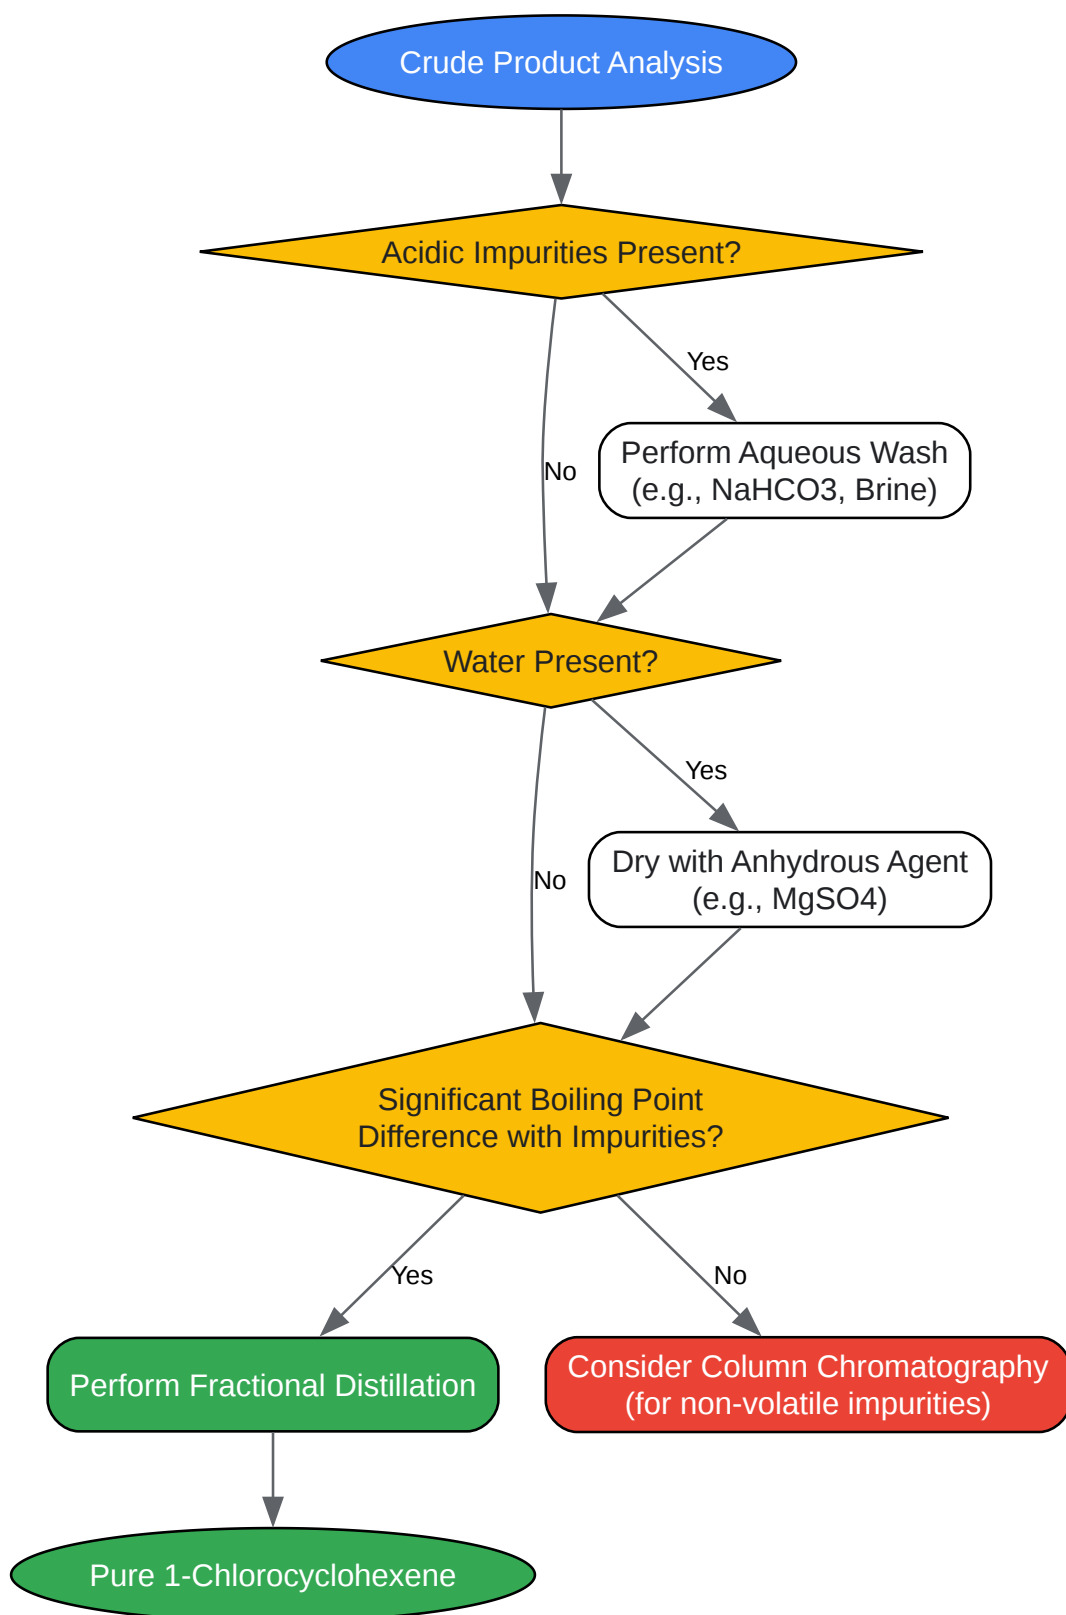 Crude Product Analysis
Acidic Impurities Present?
Yes
Perform Aqueous Wash
(e.g., NaHCO3, Brine)
No
Water Present?
Yes
Dry with Anhydrous Agent
(e.g., MgSO4)
No
Significant Boiling Point
Difference with Impurities?
Yes
No
Perform Fractional Distillation
Consider Column Chromatography
(for non-volatile impurities)
Pure 1-Chlorocyclohexene